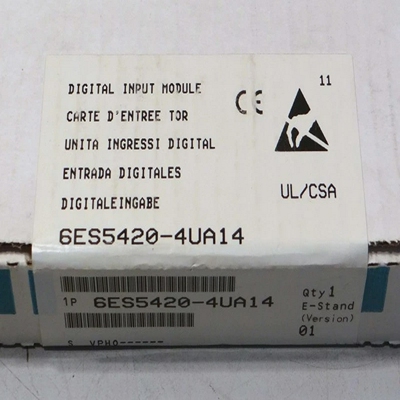 DIGITAL INPUT MODULE
CARTE D'ENTREE TOR
UNITA INGRESSI DIGITAL
ENTRADA DIGITALES
DIGITALEINGABE
6ES5420-4UA14
CE
11
UL/CSA
1P 6ES5420-4UA14
Qty 1
E-Stand
(Version)
01
S VPH0------